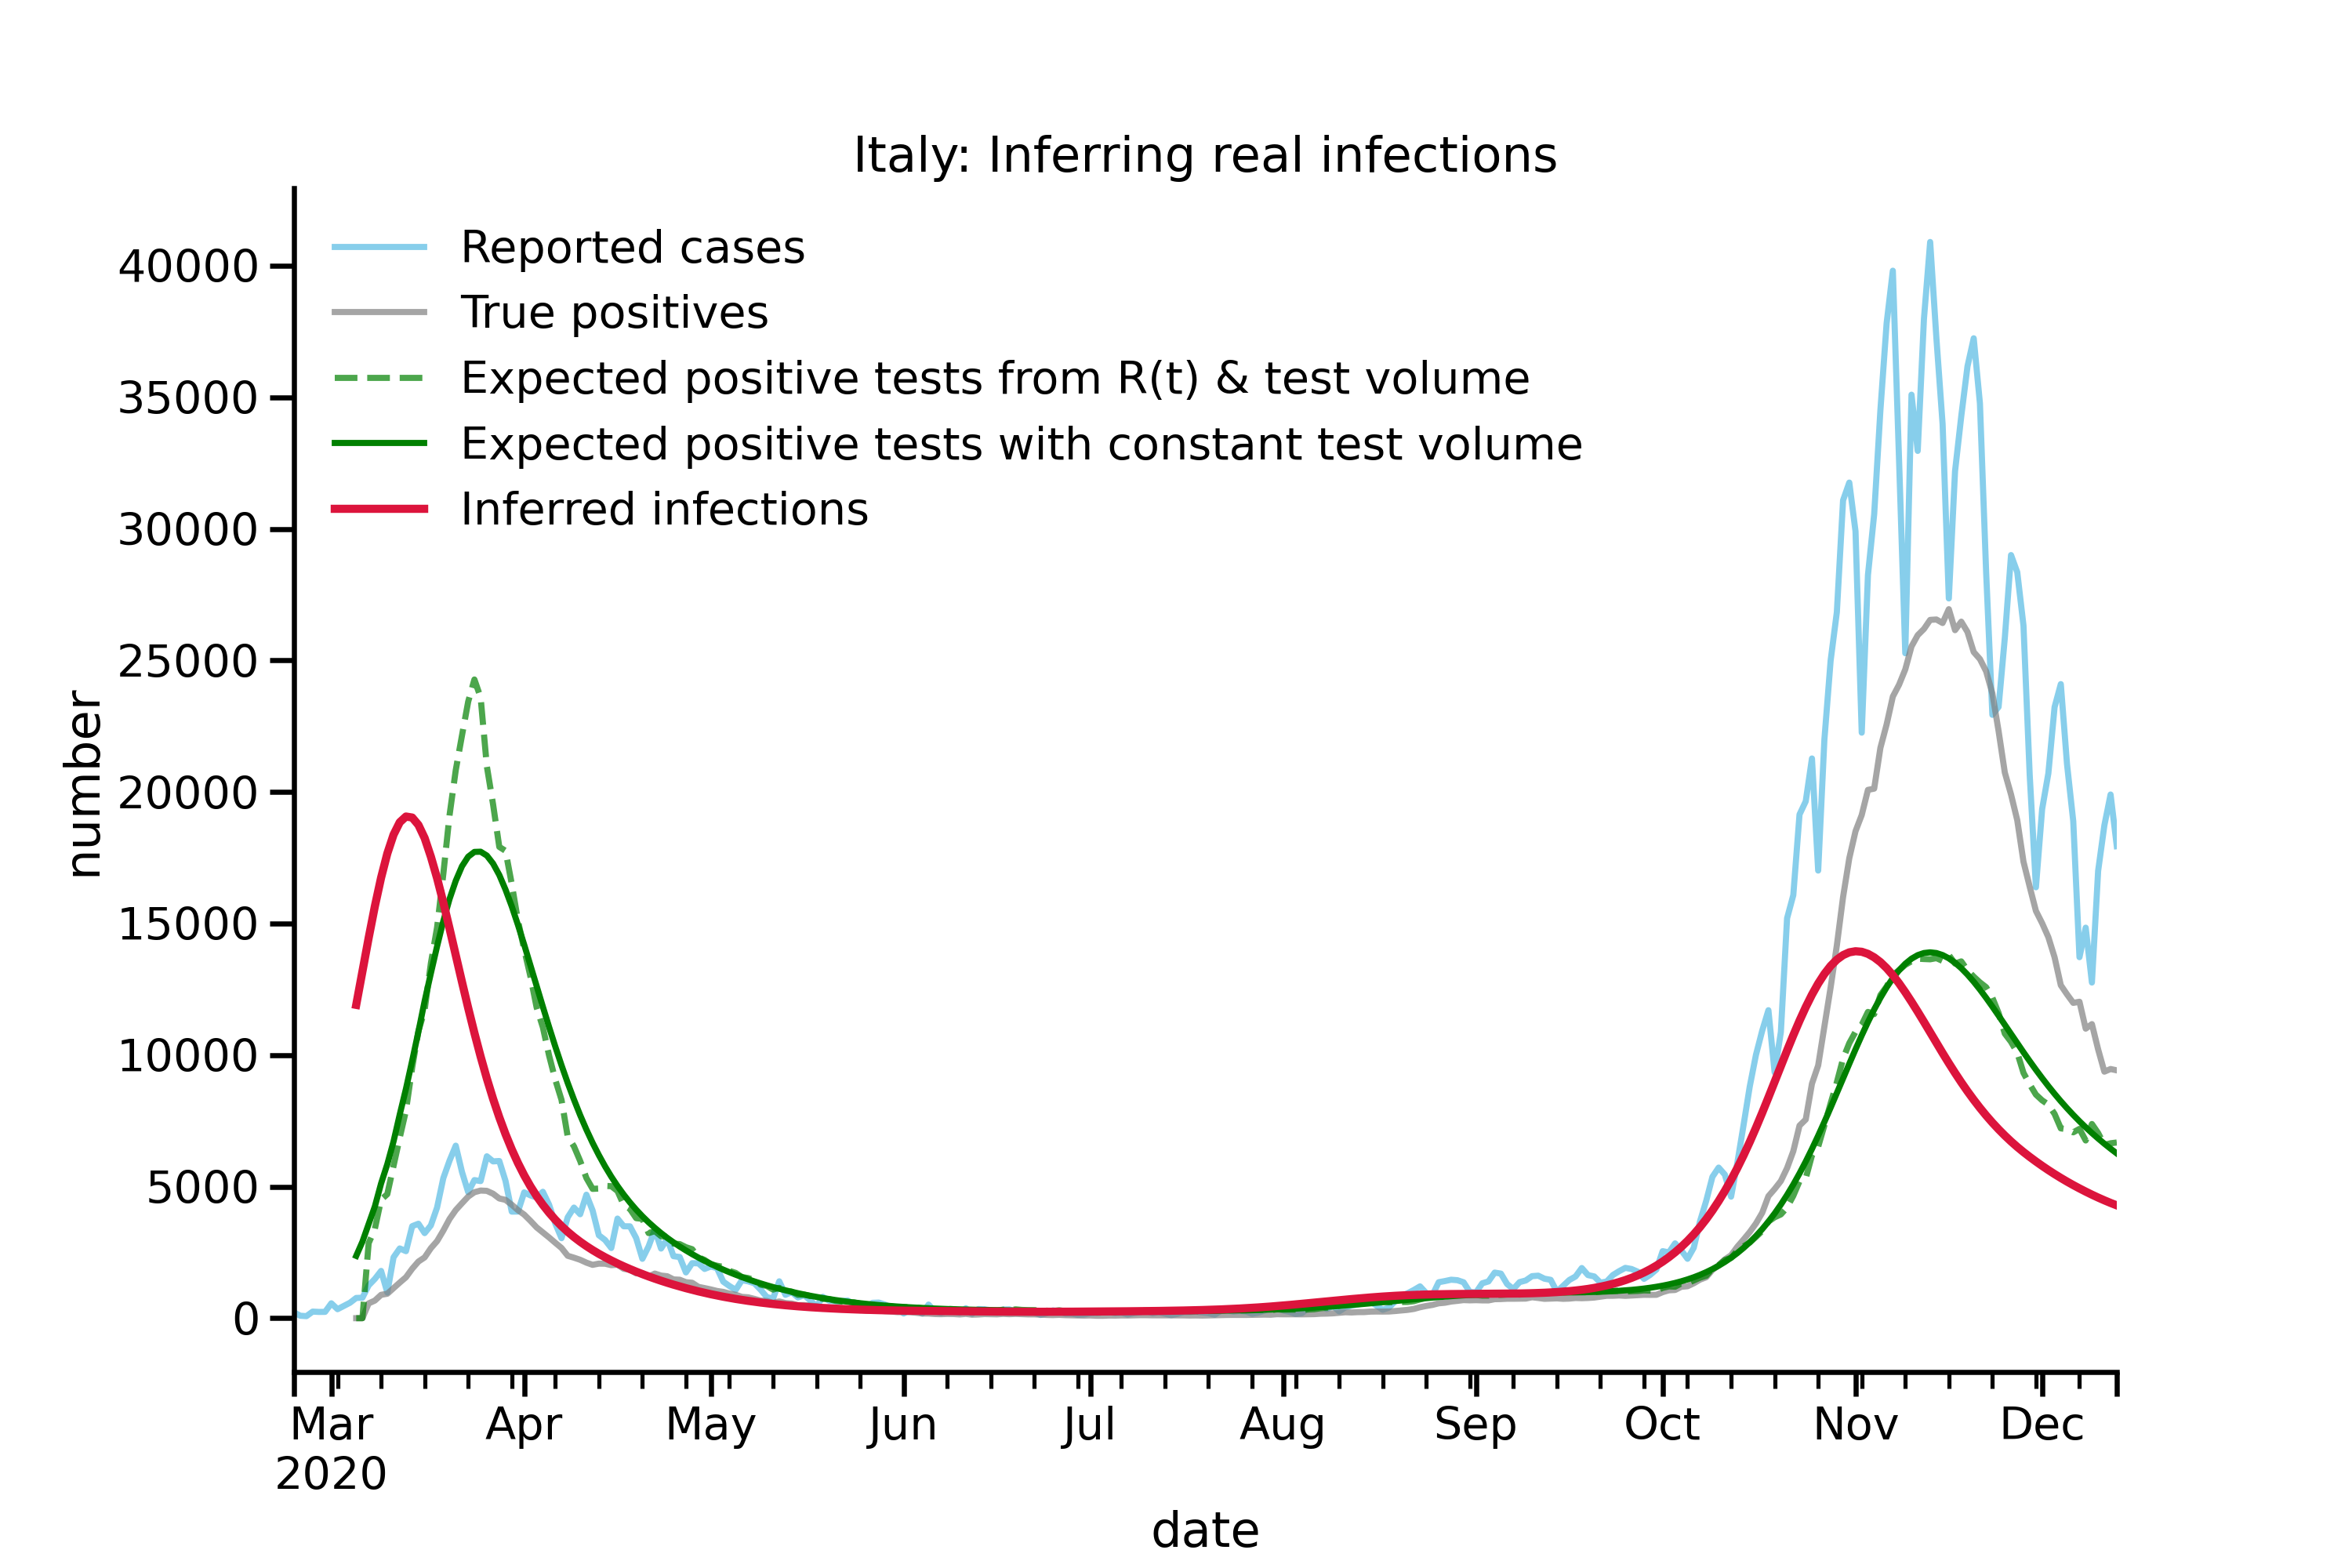 Italy: Inferring real infections
Reported cases
True positives
Expected positive tests from R(t) & test volume
Expected positive tests with constant test volume
Inferred infections
40000
35000
30000
25000
20000
15000
10000
5000
0
number
Mar Apr May Jun Jul Aug Sep Oct Nov Dec
2020
date